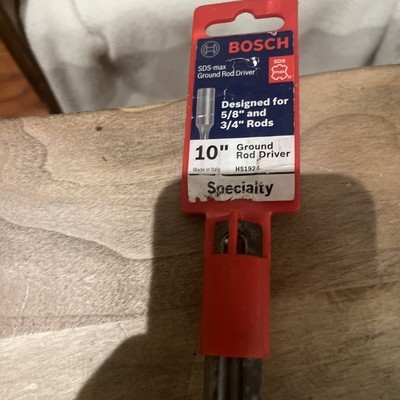 BOSCH
SDS-max
Ground Rod Driver
SDS
max
Designed for
5/8" and
3/4" Rods
10" Ground
Rod Driver
Made in Italy
Specialty